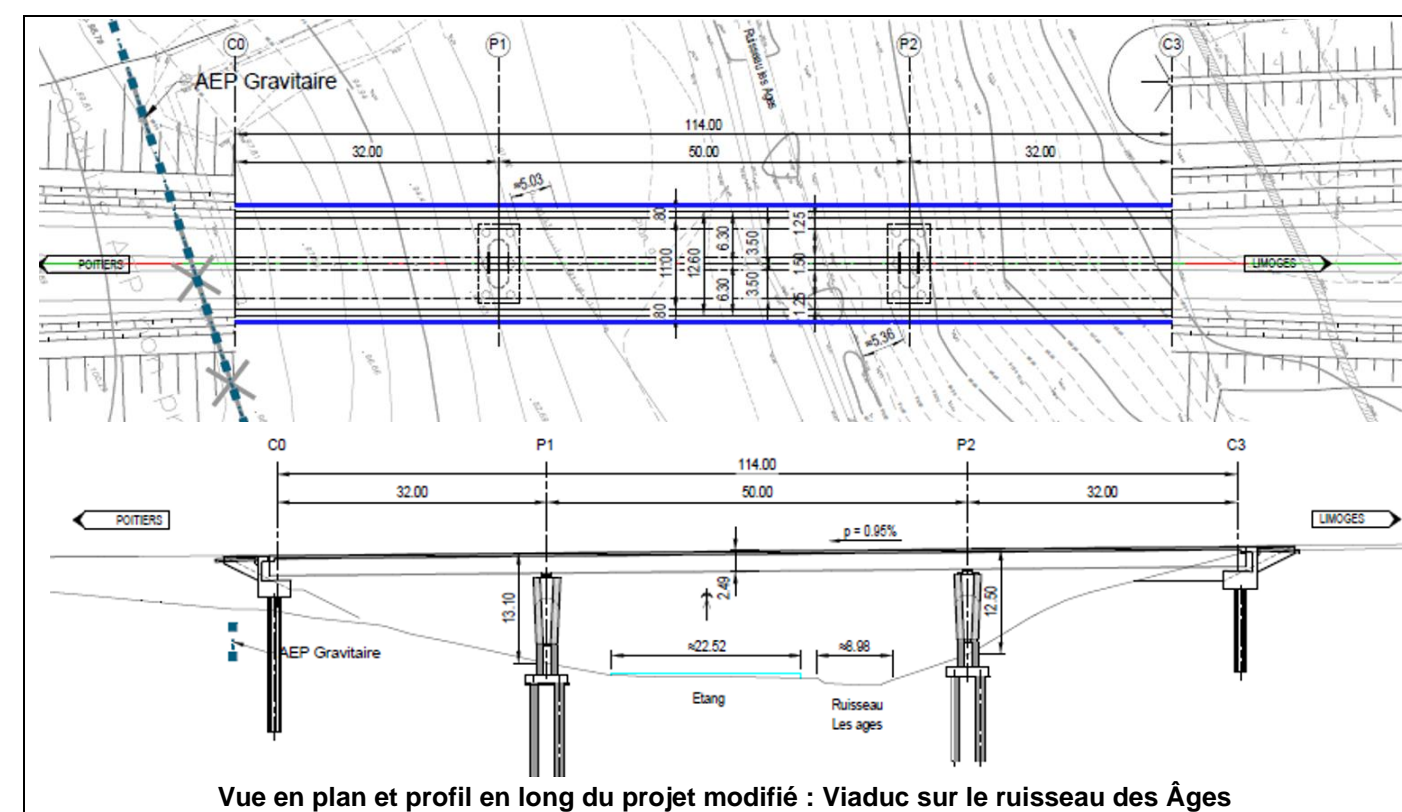 C0
P1
P2
C3
AEP Gravitaire
Ruisseau les Ages
114.00
32.00
50.00
32.00
≈5.03
.80
11.00
.80
12.60
6.30
6.30
3.50
3.50
1.25
1.50
1.25
≈5.36
POITIERS
LIMOGES
C0
P1
P2
C3
114.00
32.00
50.00
32.00
POITIERS
LIMOGES
p = 0.95%
13.10
2.49
12.50
≈22.52
≈8.98
AEP Gravitaire
Etang
Ruisseau
Les ages
Vue en plan et profil en long du projet modifié : Viaduc sur le ruisseau des Âges